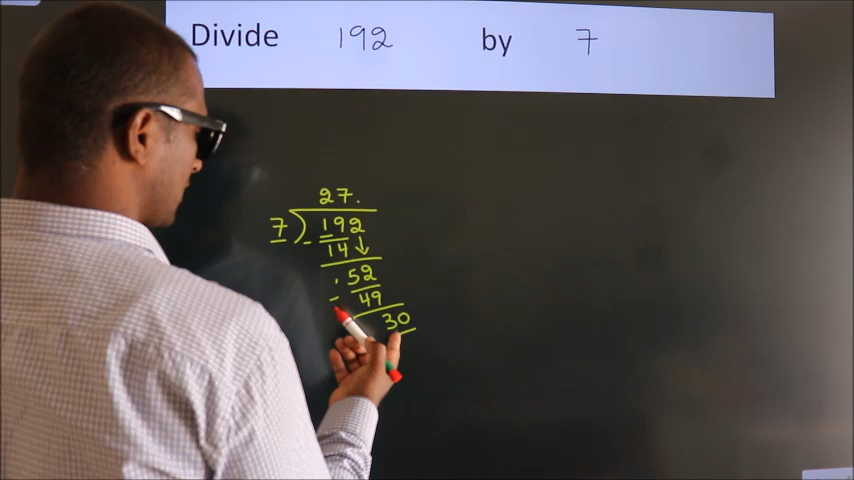 Divide 192 by 7
27.
7 ) 192
- 14 ↓
52
- 49
30